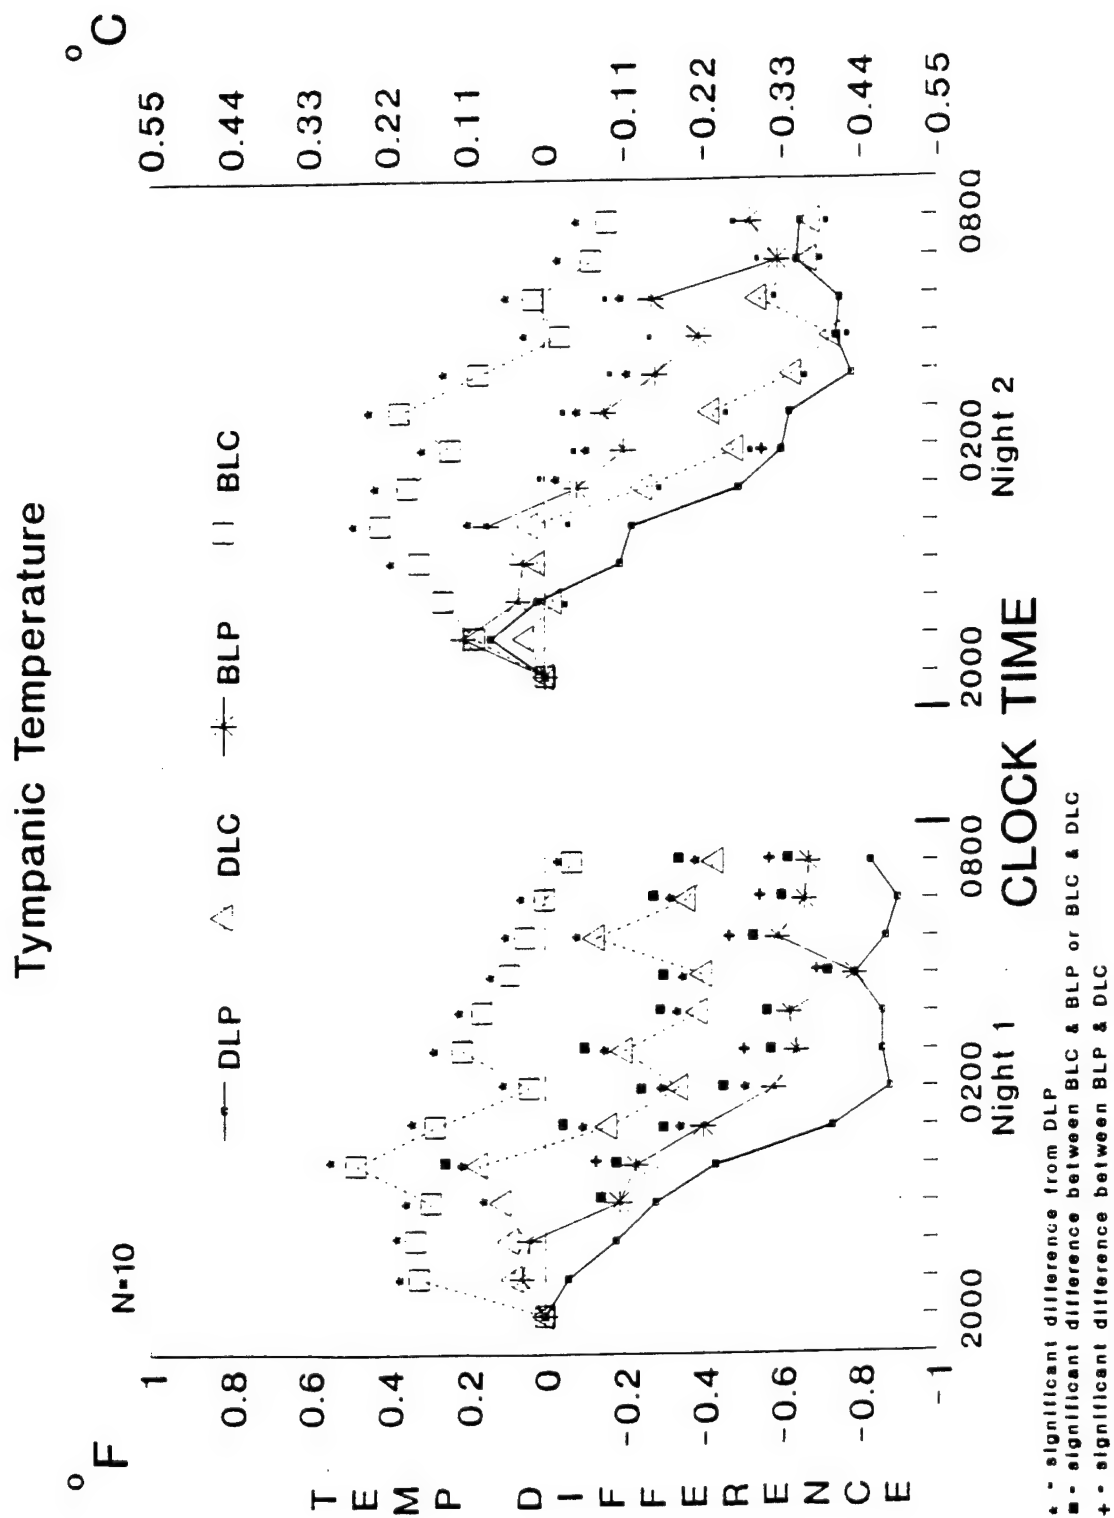 Tympanic Temperature
°F
°C
N=10
DLP
DLC
BLP
BLC
1
0.8
0.6
0.4
0.2
0
-0.2
-0.4
-0.6
-0.8
-1
0.55
0.44
0.33
0.22
0.11
0
-0.11
-0.22
-0.33
-0.44
-0.55
TEMP DIFFERENCE
2000 0200 0800 2000 0200 0800
Night 1 Night 2
CLOCK TIME
* - significant difference from DLP
■ - significant difference between BLC & BLP or BLC & DLC
+ - significant difference between BLP & DLC